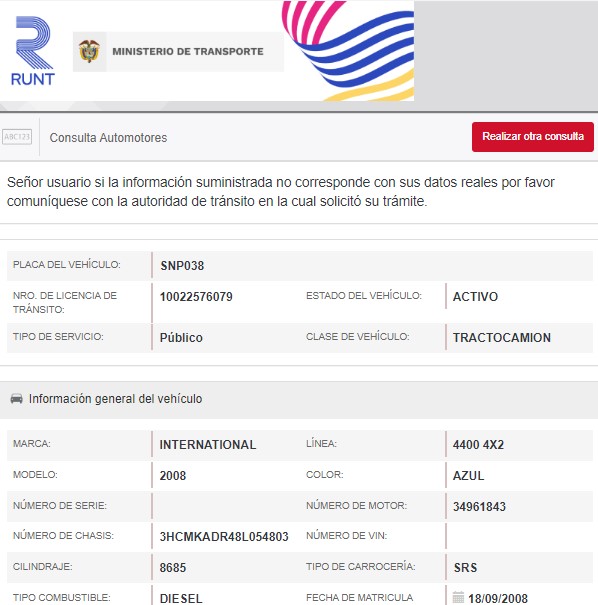 RUNT
MINISTERIO DE TRANSPORTE
ABC123
Consulta Automotores
Realizar otra consulta
Señor usuario si la información suministrada no corresponde con sus datos reales por favor
comuníquese con la autoridad de tránsito en la cual solicitó su trámite.
PLACA DEL VEHÍCULO: SNP038
NRO. DE LICENCIA DE
TRÁNSITO: 10022576079 ESTADO DEL VEHÍCULO: ACTIVO
TIPO DE SERVICIO: Público CLASE DE VEHÍCULO: TRACTOCAMION
Información general del vehículo
MARCA: INTERNATIONAL LÍNEA: 4400 4X2
MODELO: 2008 COLOR: AZUL
NÚMERO DE SERIE: NÚMERO DE MOTOR: 34961843
NÚMERO DE CHASIS: 3HCMKADR48L054803 NÚMERO DE VIN:
CILINDRAJE: 8685 TIPO DE CARROCERÍA: SRS
TIPO COMBUSTIBLE: DIESEL FECHA DE MATRICULA 18/09/2008